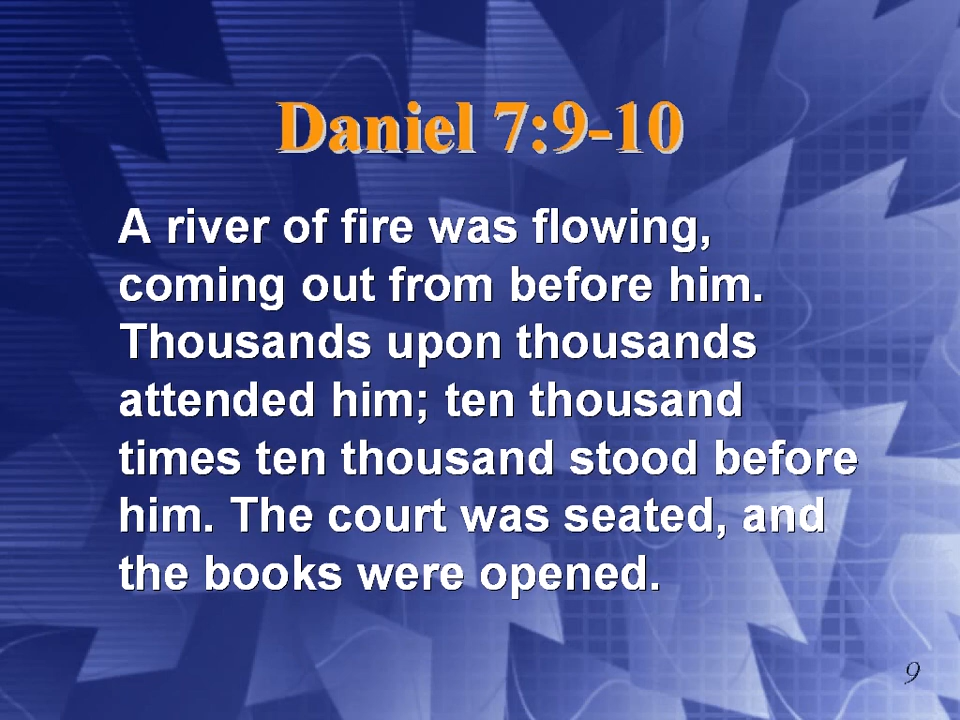 Daniel 7:9-10
A river of fire was flowing,
coming out from before him.
Thousands upon thousands
attended him; ten thousand
times ten thousand stood before
him. The court was seated, and
the books were opened.
9